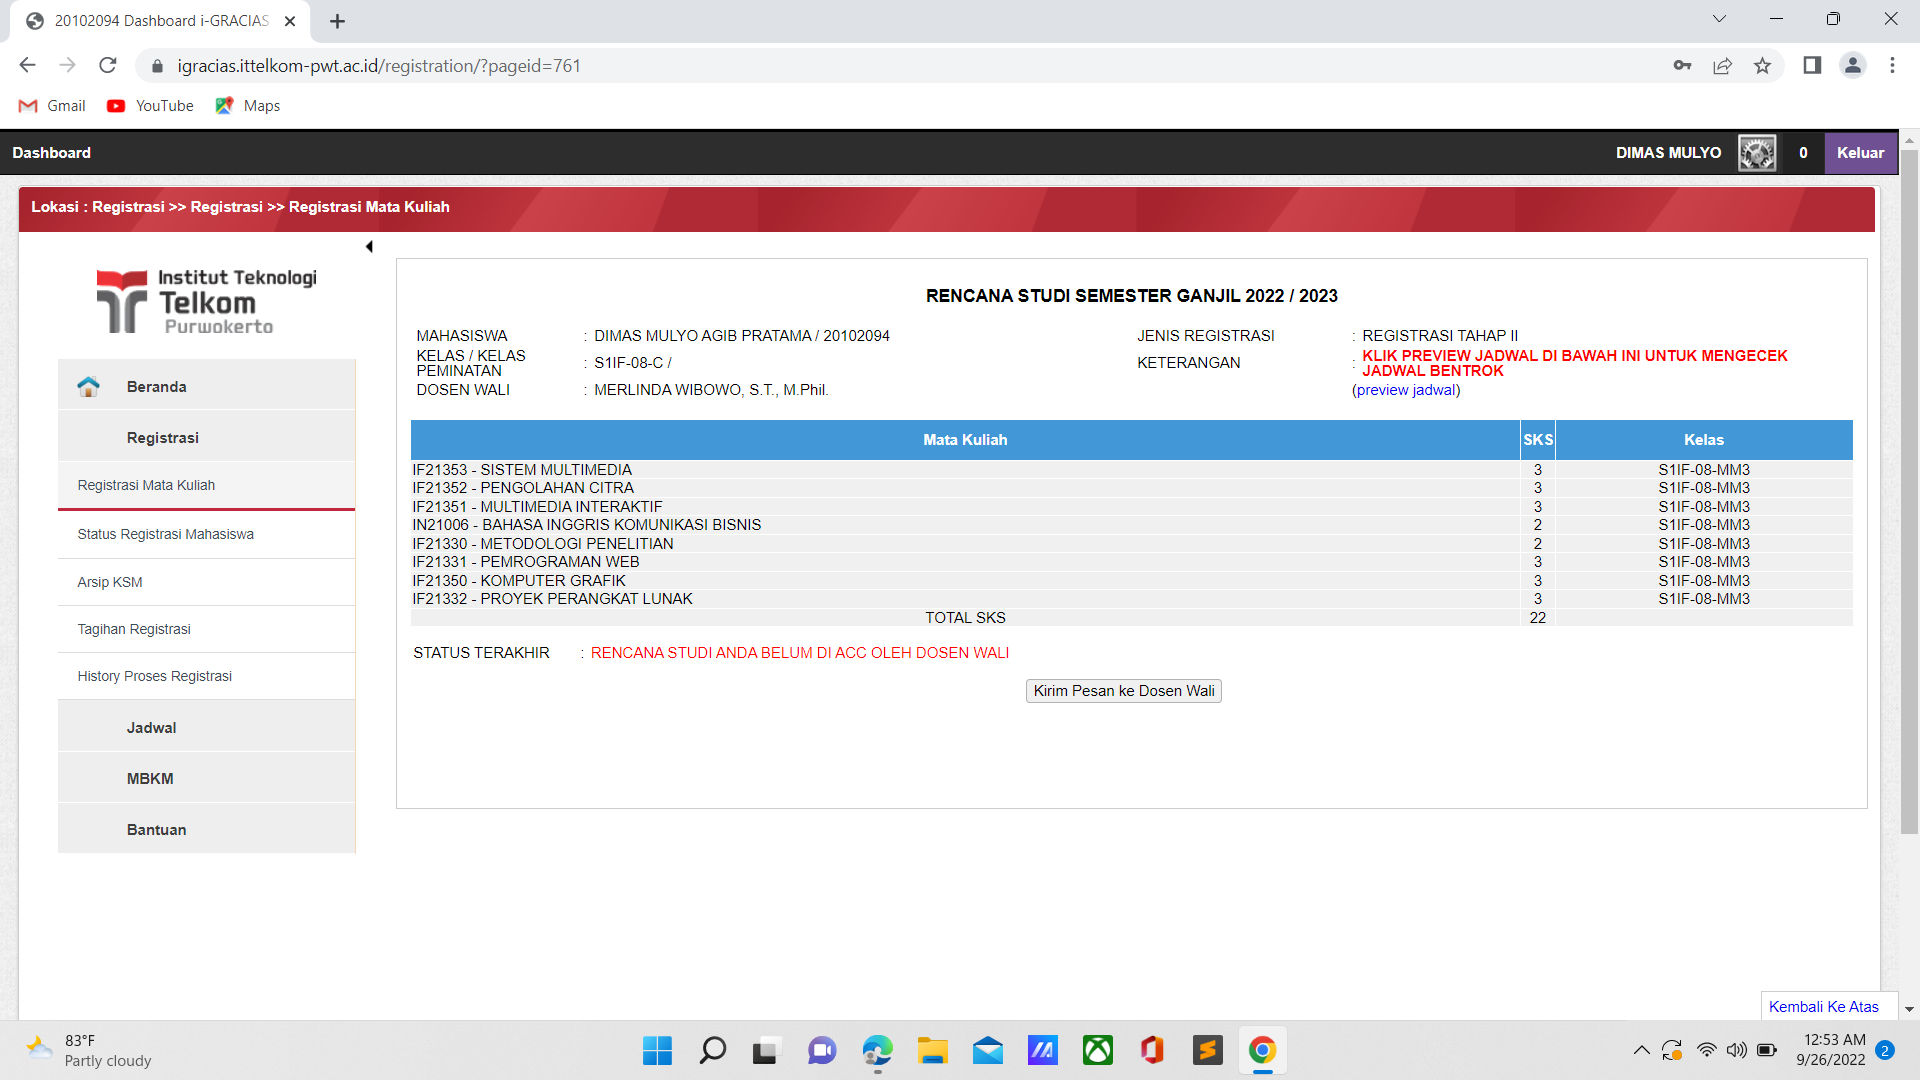 20102094 Dashboard i-GRACIAS
igracias.ittelkom-pwt.ac.id/registration/?pageid=761
Gmail YouTube Maps
Dashboard DIMAS MULYO 0 Keluar
Lokasi : Registrasi >> Registrasi >> Registrasi Mata Kuliah
Institut Teknologi
Telkom
Purwokerto
Beranda
Registrasi
Registrasi Mata Kuliah
Status Registrasi Mahasiswa
Arsip KSM
Tagihan Registrasi
History Proses Registrasi
Jadwal
MBKM
Bantuan
RENCANA STUDI SEMESTER GANJIL 2022 / 2023
MAHASISWA : DIMAS MULYO AGIB PRATAMA / 20102094
KELAS / KELAS PEMINATAN : S1IF-08-C /
DOSEN WALI : MERLINDA WIBOWO, S.T., M.Phil.
JENIS REGISTRASI : REGISTRASI TAHAP II
KETERANGAN : KLIK PREVIEW JADWAL DI BAWAH INI UNTUK MENGECEK
JADWAL BENTROK
(preview jadwal)
Mata Kuliah SKS Kelas
IF21353 - SISTEM MULTIMEDIA 3 S1IF-08-MM3
IF21352 - PENGOLAHAN CITRA 3 S1IF-08-MM3
IF21351 - MULTIMEDIA INTERAKTIF 3 S1IF-08-MM3
IN21006 - BAHASA INGGRIS KOMUNIKASI BISNIS 2 S1IF-08-MM3
IF21330 - METODOLOGI PENELITIAN 2 S1IF-08-MM3
IF21331 - PEMROGRAMAN WEB 3 S1IF-08-MM3
IF21350 - KOMPUTER GRAFIK 3 S1IF-08-MM3
IF21332 - PROYEK PERANGKAT LUNAK 3 S1IF-08-MM3
TOTAL SKS 22
STATUS TERAKHIR : RENCANA STUDI ANDA BELUM DI ACC OLEH DOSEN WALI
Kirim Pesan ke Dosen Wali
Kembali Ke Atas
83°F
Partly cloudy
12:53 AM
9/26/2022
2